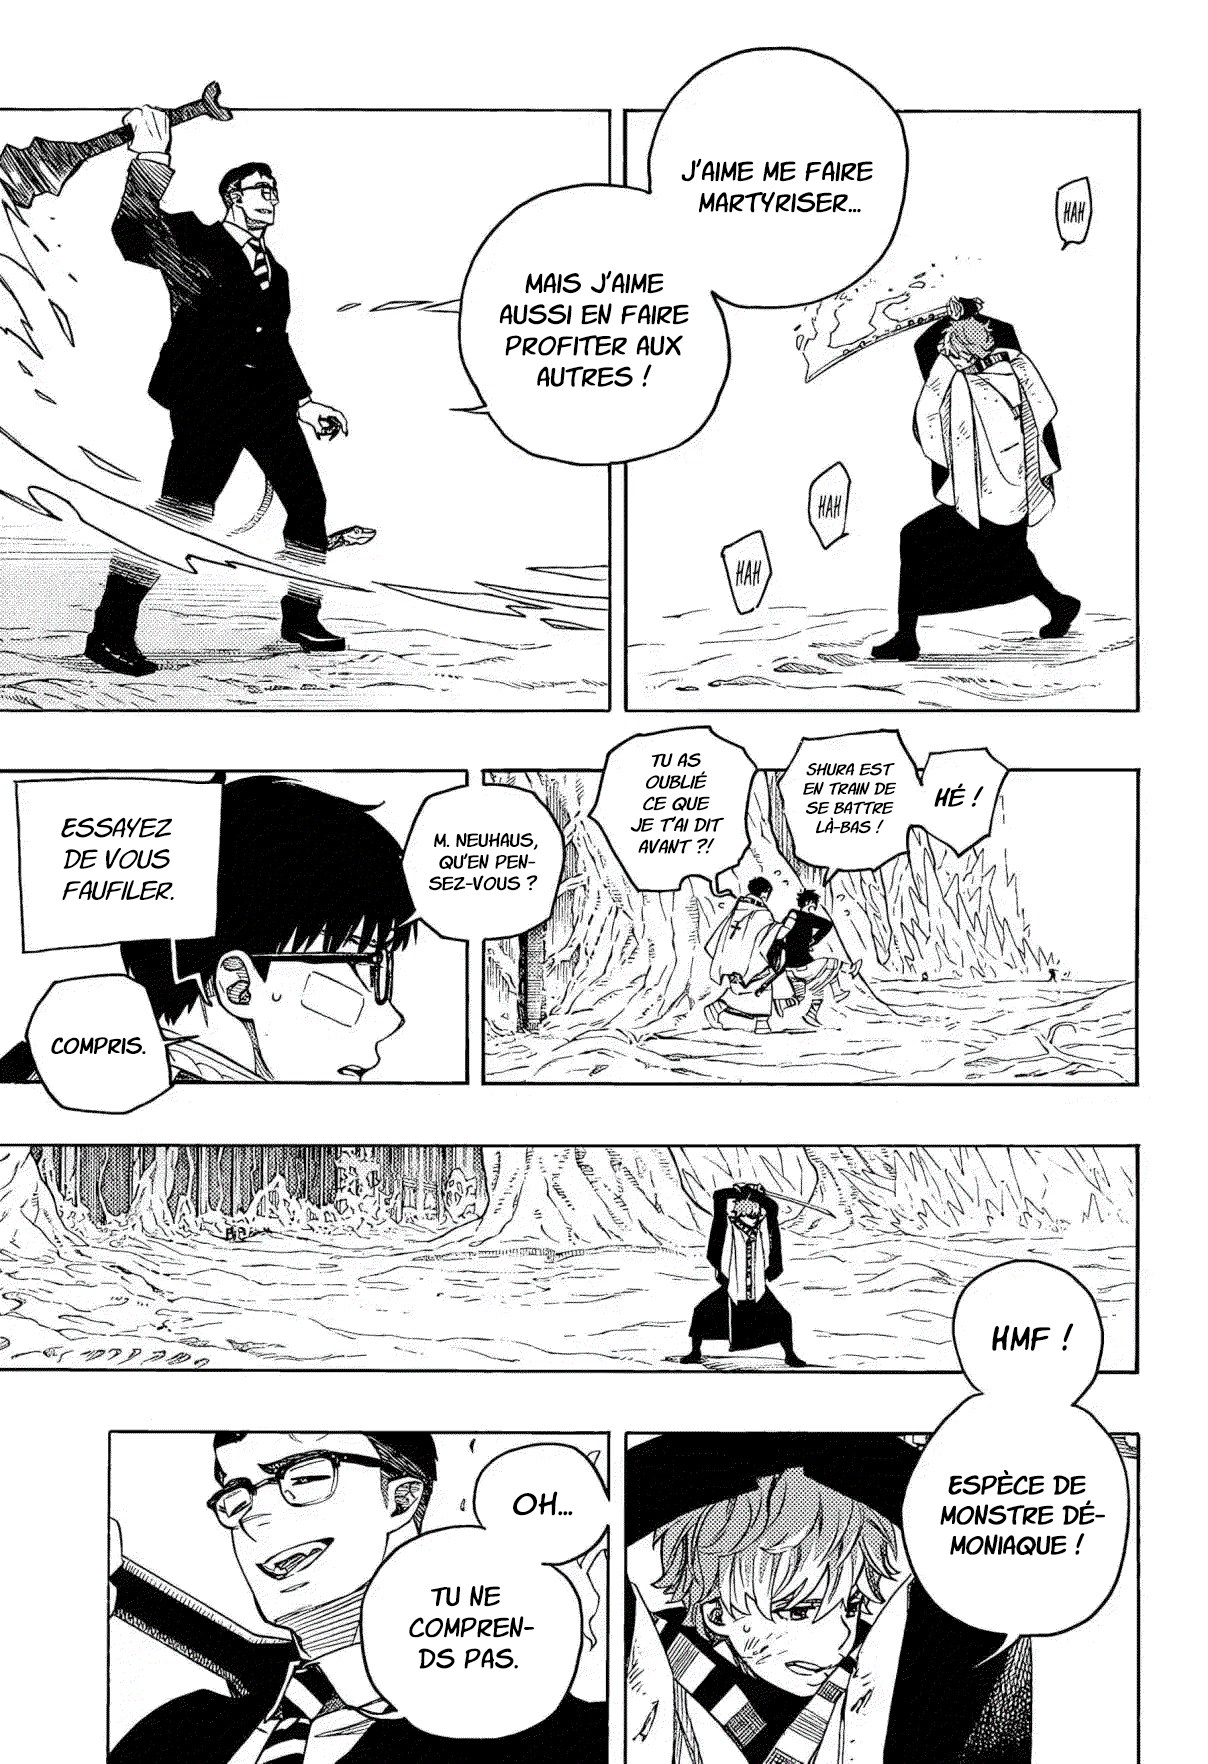 J'AIME ME FAIRE
MARTYRISER...
HAH
HAH
HAH
MAIS J'AIME
AUSSI EN FAIRE
PROFITER AUX
AUTRES !
HÉ !
SHURA EST
EN TRAIN DE
SE BATTRE
LÀ-BAS !
TU AS
OUBLIÉ
CE QUE
JE T'AI DIT
AVANT ?!
M. NEUHAUS,
QU'EN PEN-
SEZ-VOUS ?
ESSAYEZ
DE VOUS
FAUFILER.
COMPRIS.
HMF !
ESPÈCE DE
MONSTRE DÉ-
MONIAQUE !
OH...
TU NE
COMPREN-
DS PAS.